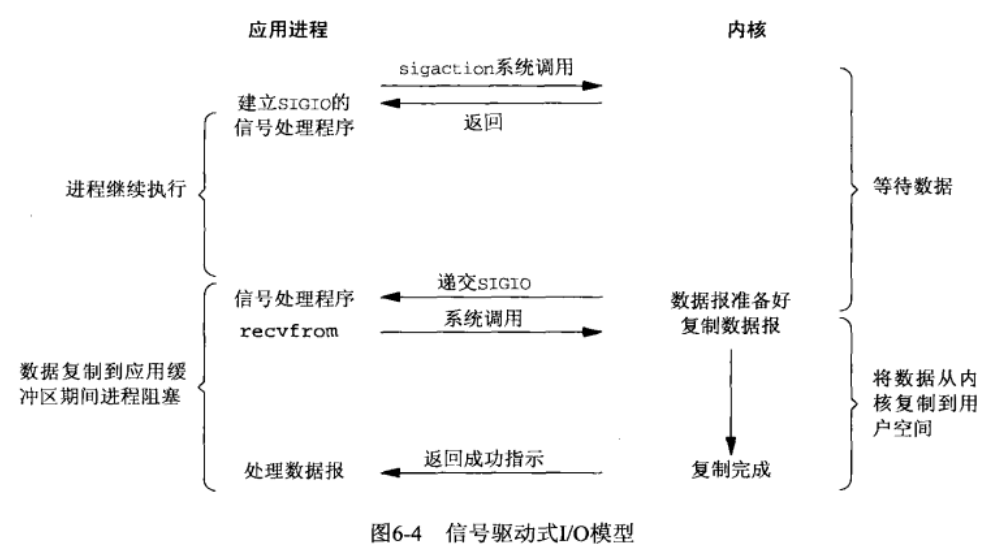 应用进程
内核
sigaction系统调用
建立SIGIO的
信号处理程序
返回
进程继续执行
等待数据
递交SIGIO
信号处理程序
数据报准备好
recvfrom
系统调用
复制数据报
数据复制到应用缓
冲区期间进程阻塞
将数据从内
核复制到用
户空间
处理数据报
返回成功指示
复制完成
图6-4 信号驱动式I/O模型